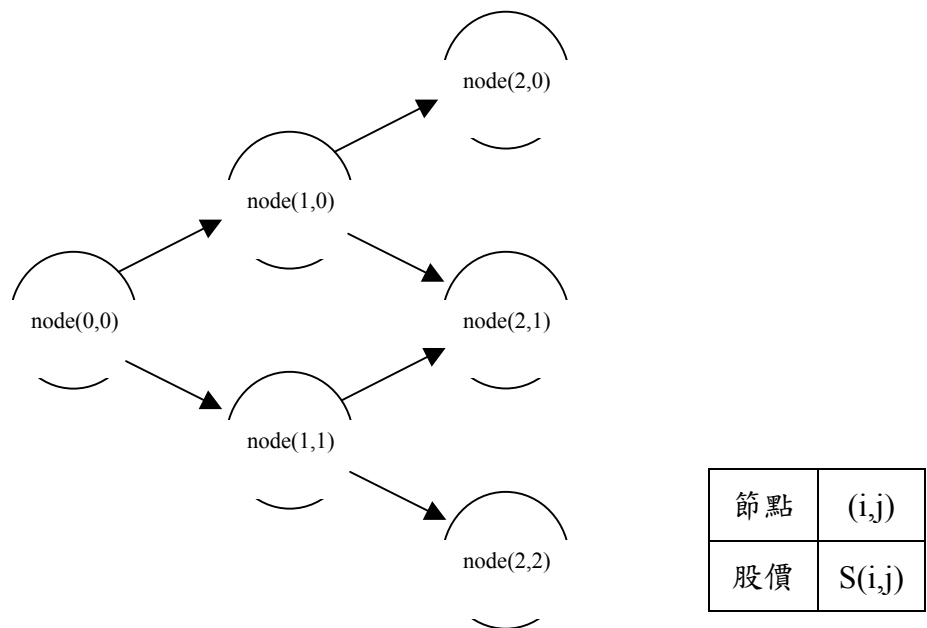 node(2,0)
node(1,0)
node(0,0)
node(2,1)
node(1,1)
node(2,2)
節點 (i,j)
股價 S(i,j)